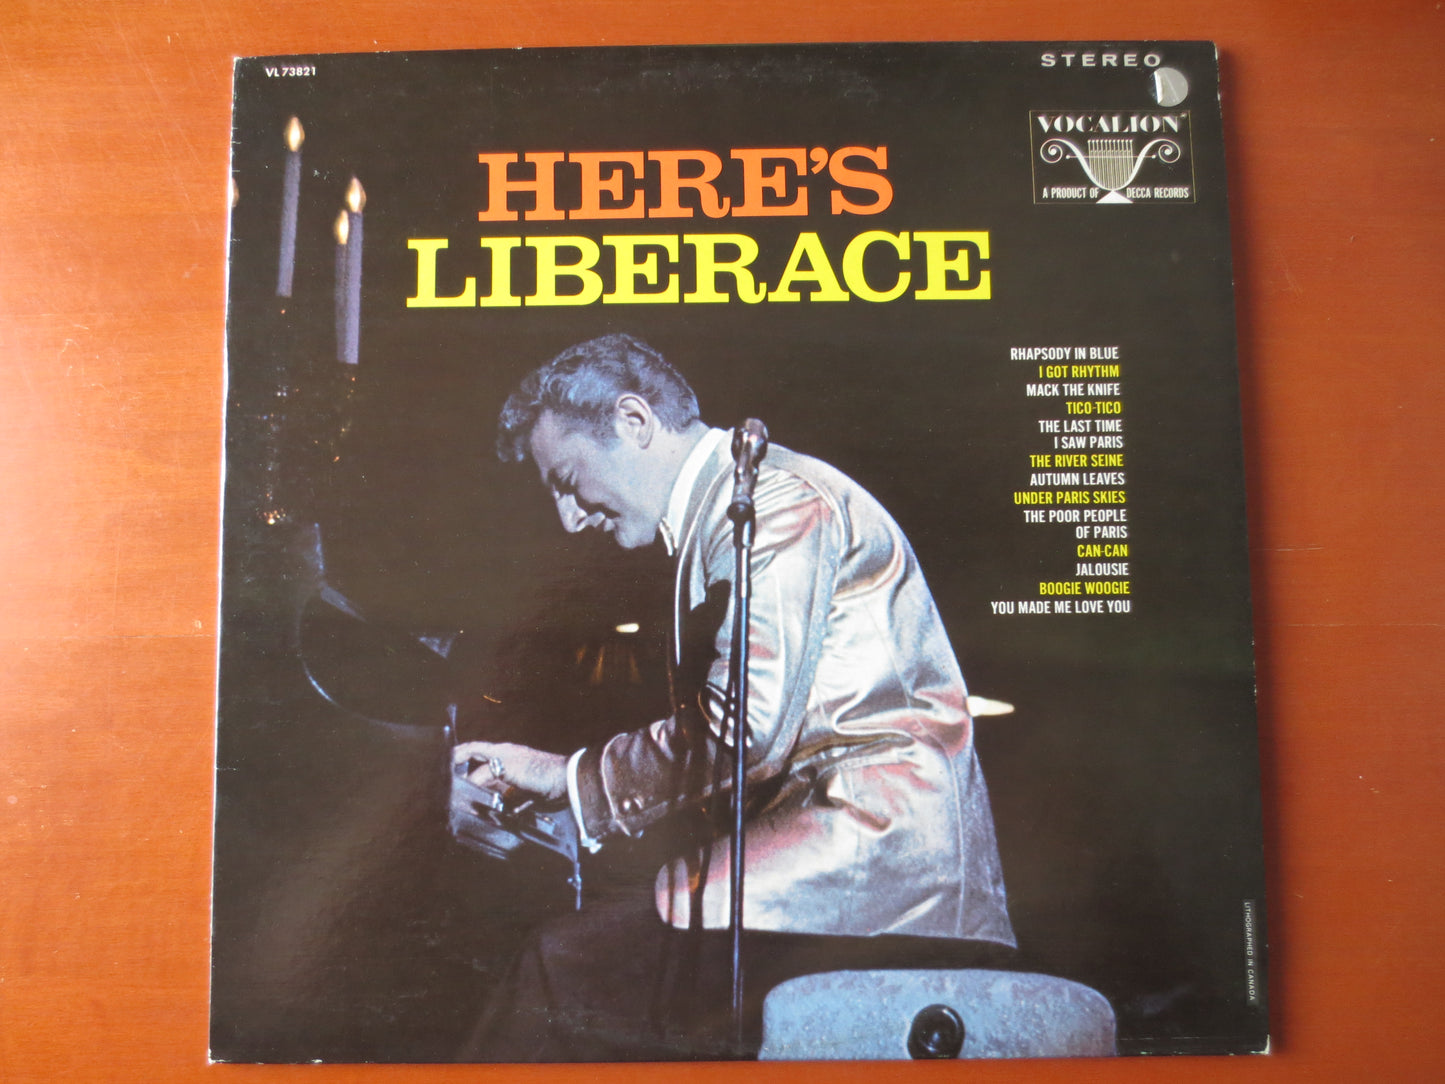 VL 73821
STEREO
VOCALION
A PRODUCT OF DECCA RECORDS
HERE'S
LIBERACE
RHAPSODY IN BLUE
I GOT RHYTHM
MACK THE KNIFE
TICO-TICO
THE LAST TIME
I SAW PARIS
THE RIVER SEINE
AUTUMN LEAVES
UNDER PARIS SKIES
THE POOR PEOPLE
OF PARIS
CAN-CAN
JALOUSIE
BOOGIE WOOGIE
YOU MADE ME LOVE YOU
LITHOGRAPHED IN CANADA